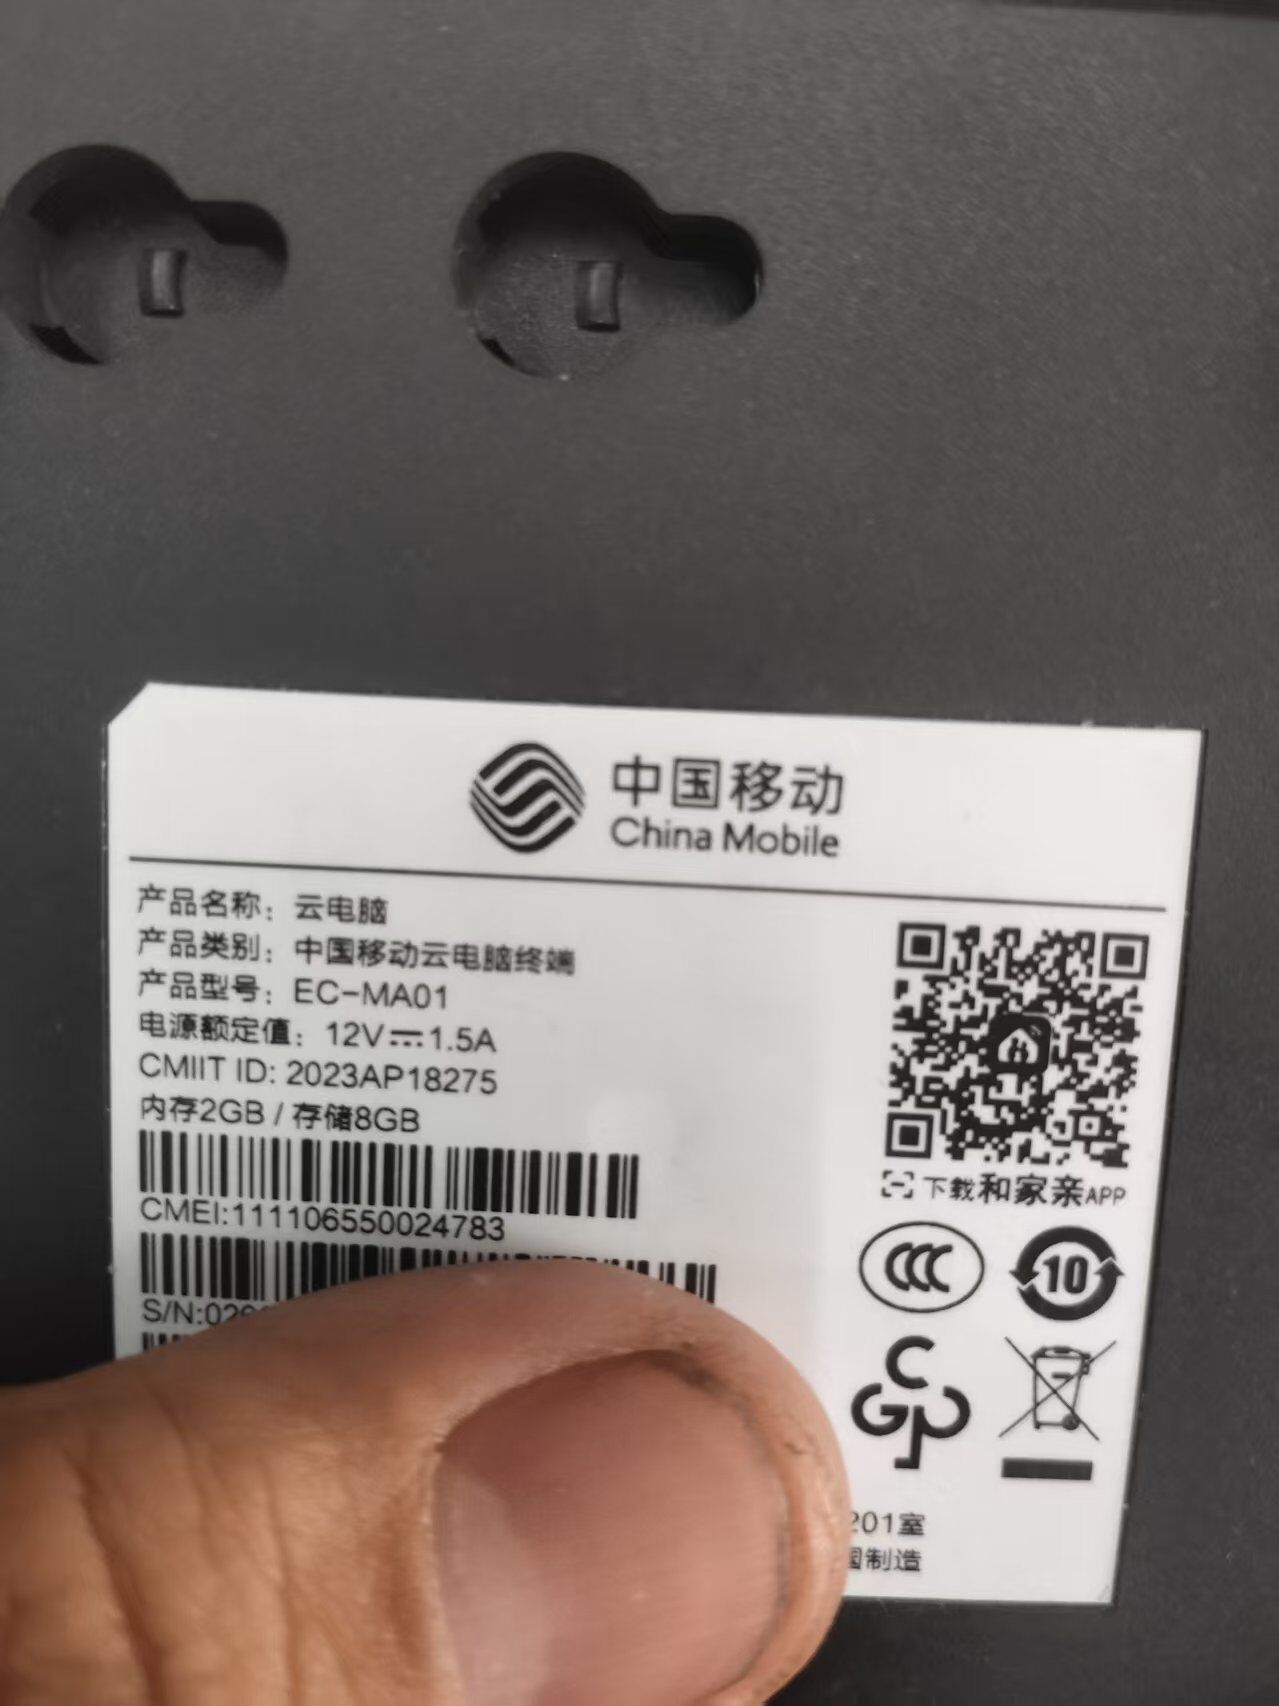 中国移动
China Mobile
产品名称：云电脑
产品类别：中国移动云电脑终端
产品型号：EC-MA01
电源额定值：12V⎓1.5A
CMIIT ID: 2023AP18275
内存2GB / 存储8GB
CMEI:111106550024783
S/N:029
下载和家亲APP
CCC
10
CGP
201室
国制造